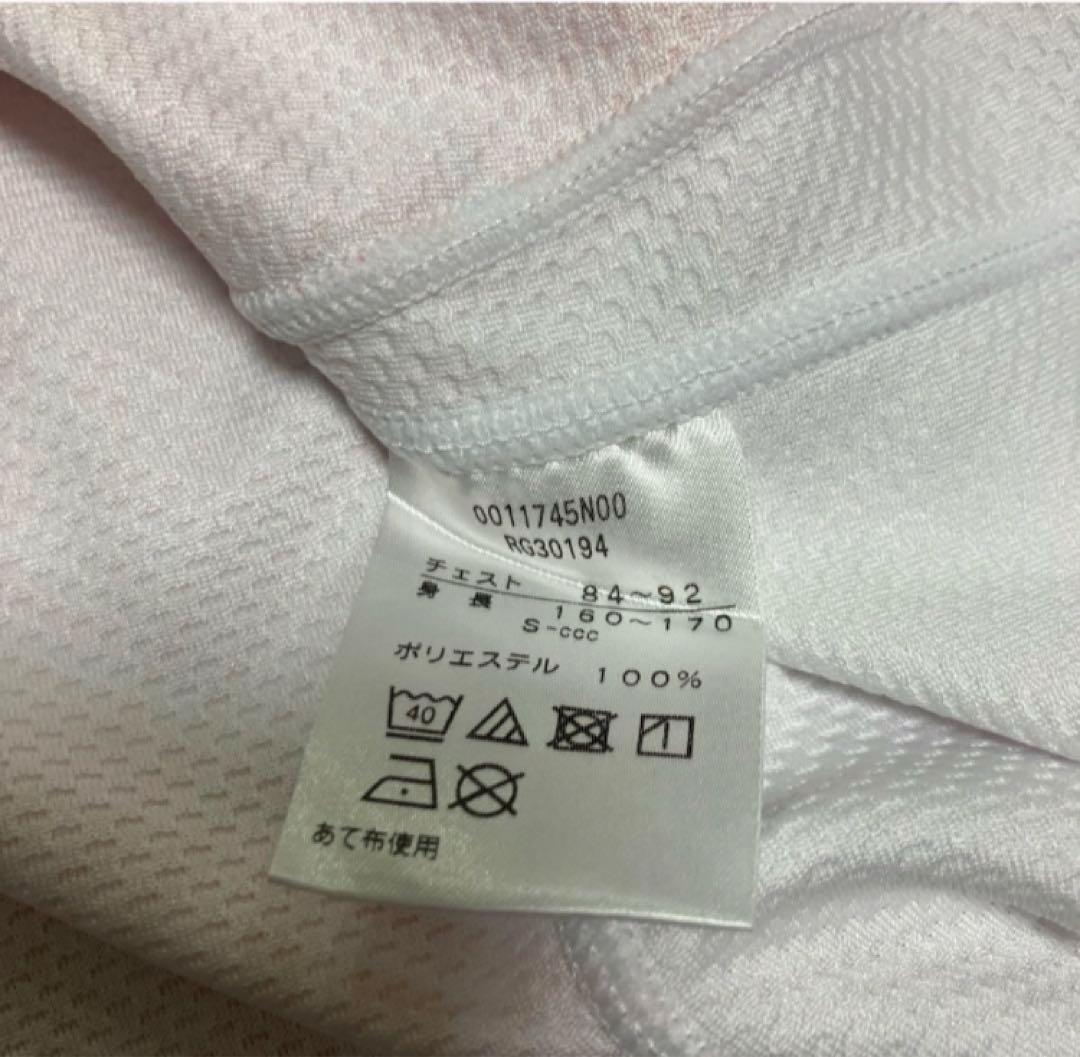 0011745N00
RG30194
チェスト 84~92
身長 160~170
S-ccc
ポリエステル 100%
40
あて布使用